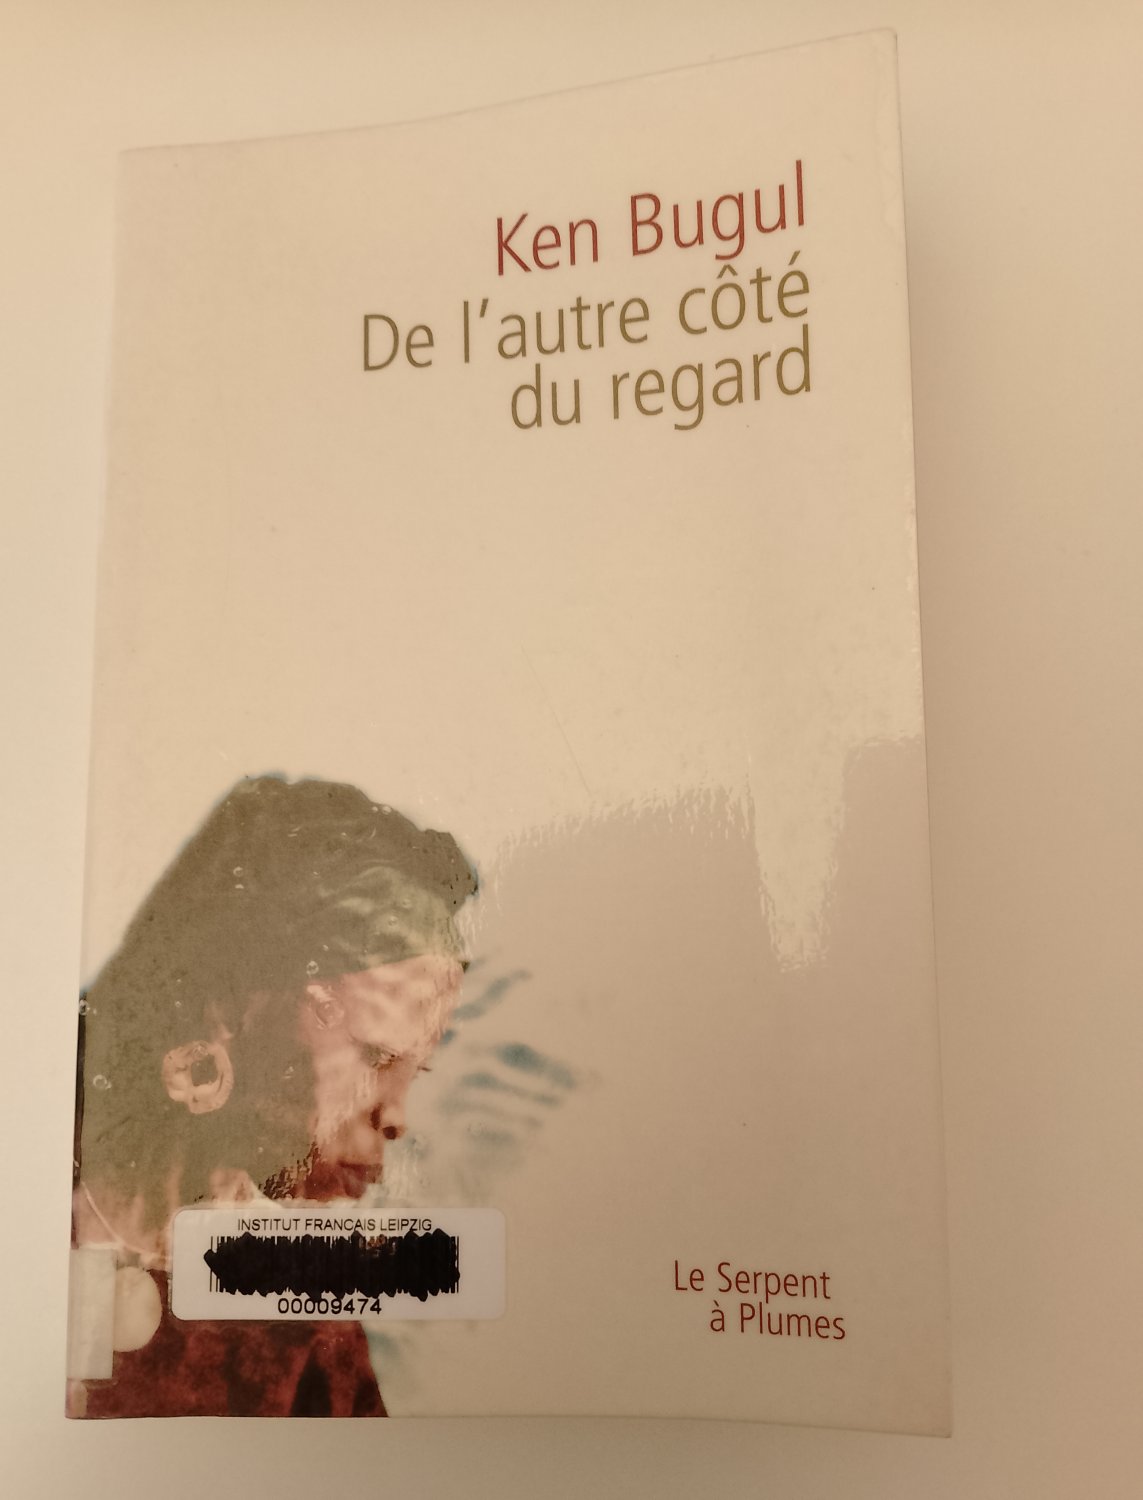 Ken Bugul
De l'autre côté
du regard
INSTITUT FRANCAIS LEIPZIG
00009474
Le Serpent
à Plumes